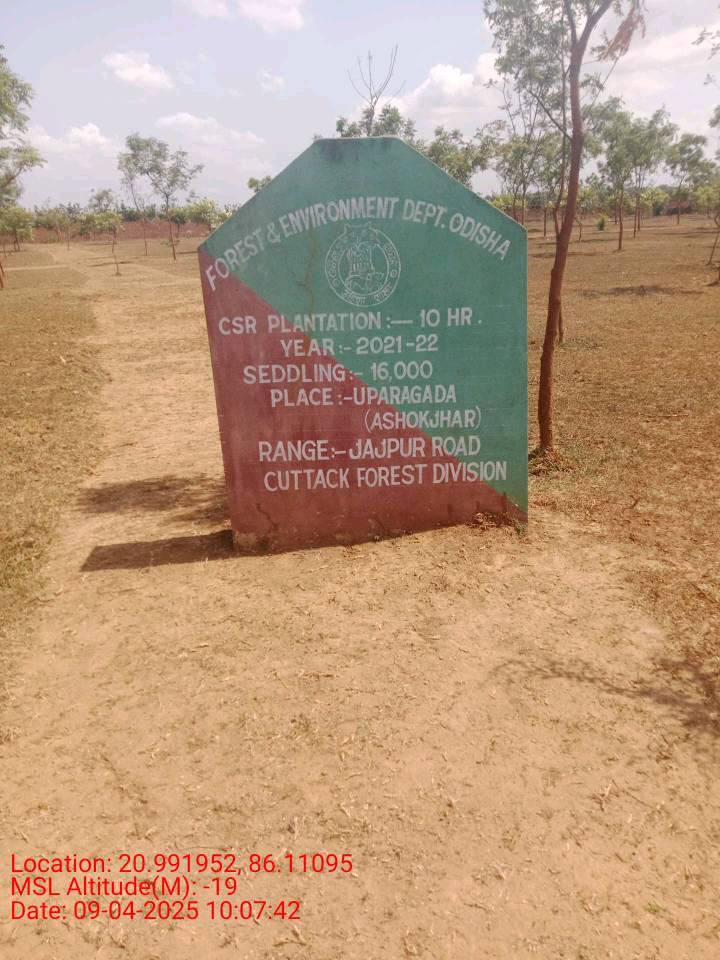 FOREST & ENVIRONMENT DEPT. ODISHA
CSR PLANTATION :— 10 HR.
YEAR :- 2021-22
SEDDLING :- 16,000
PLACE :-UPARAGADA
(ASHOKJHAR)
RANGE:- JAJPUR ROAD
CUTTACK FOREST DIVISION
Location: 20.991952, 86.11095
MSL Altitude(M): -19
Date: 09-04-2025 10:07:42